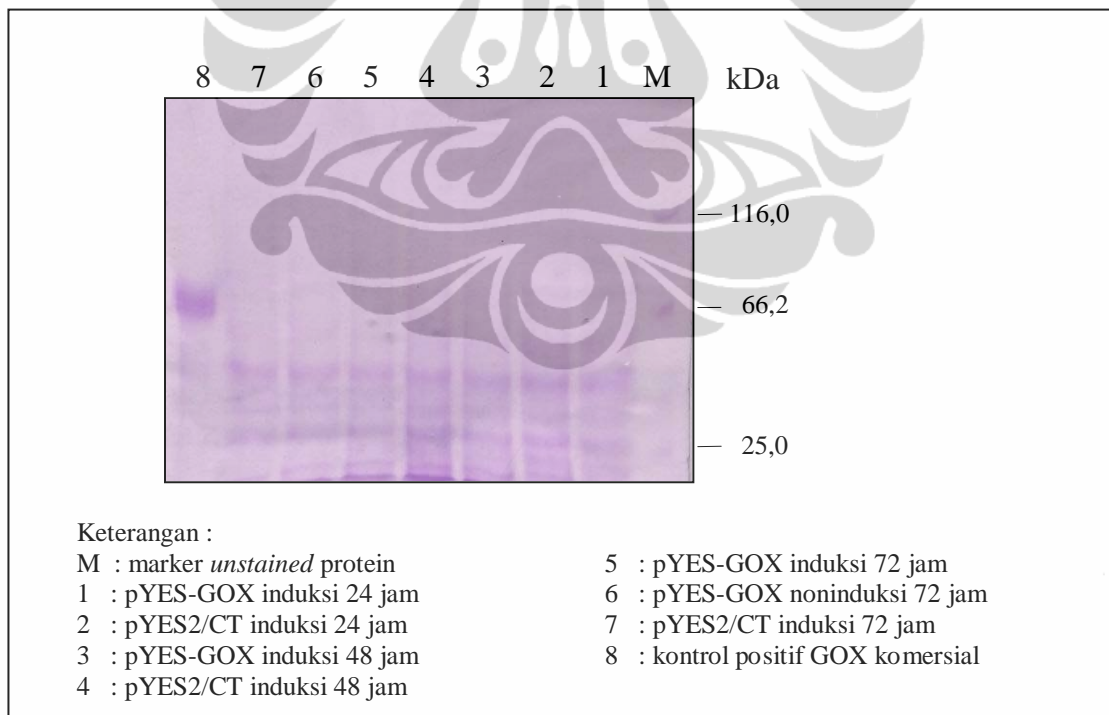 8 7 6 5 4 3 2 1 M kDa
116,0
66,2
25,0
Keterangan :
M : marker unstained protein
1 : pYES-GOX induksi 24 jam
2 : pYES2/CT induksi 24 jam
3 : pYES-GOX induksi 48 jam
4 : pYES2/CT induksi 48 jam
5 : pYES-GOX induksi 72 jam
6 : pYES-GOX noninduksi 72 jam
7 : pYES2/CT induksi 72 jam
8 : kontrol positif GOX komersial